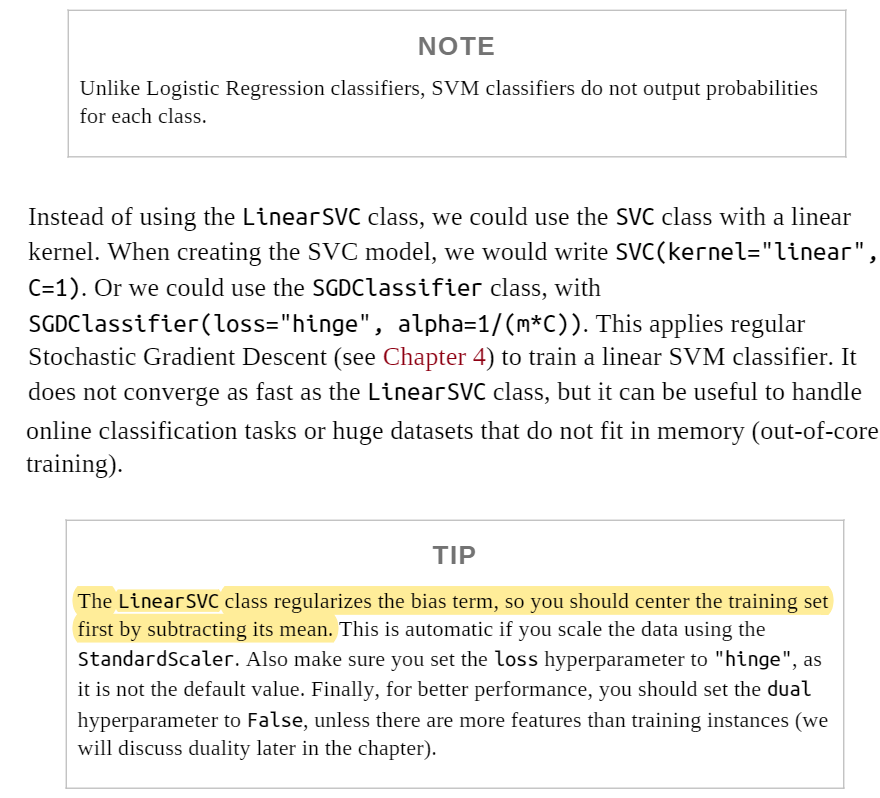 NOTE
Unlike Logistic Regression classifiers, SVM classifiers do not output probabilities
for each class.
Instead of using the LinearSVC class, we could use the SVC class with a linear
kernel. When creating the SVC model, we would write SVC(kernel="linear",
C=1). Or we could use the SGDClassifier class, with
SGDClassifier(loss="hinge", alpha=1/(m*C)). This applies regular
Stochastic Gradient Descent (see Chapter 4) to train a linear SVM classifier. It
does not converge as fast as the LinearSVC class, but it can be useful to handle
online classification tasks or huge datasets that do not fit in memory (out-of-core
training).
TIP
The LinearSVC class regularizes the bias term, so you should center the training set
first by subtracting its mean. This is automatic if you scale the data using the
StandardScaler. Also make sure you set the loss hyperparameter to "hinge", as
it is not the default value. Finally, for better performance, you should set the dual
hyperparameter to False, unless there are more features than training instances (we
will discuss duality later in the chapter).